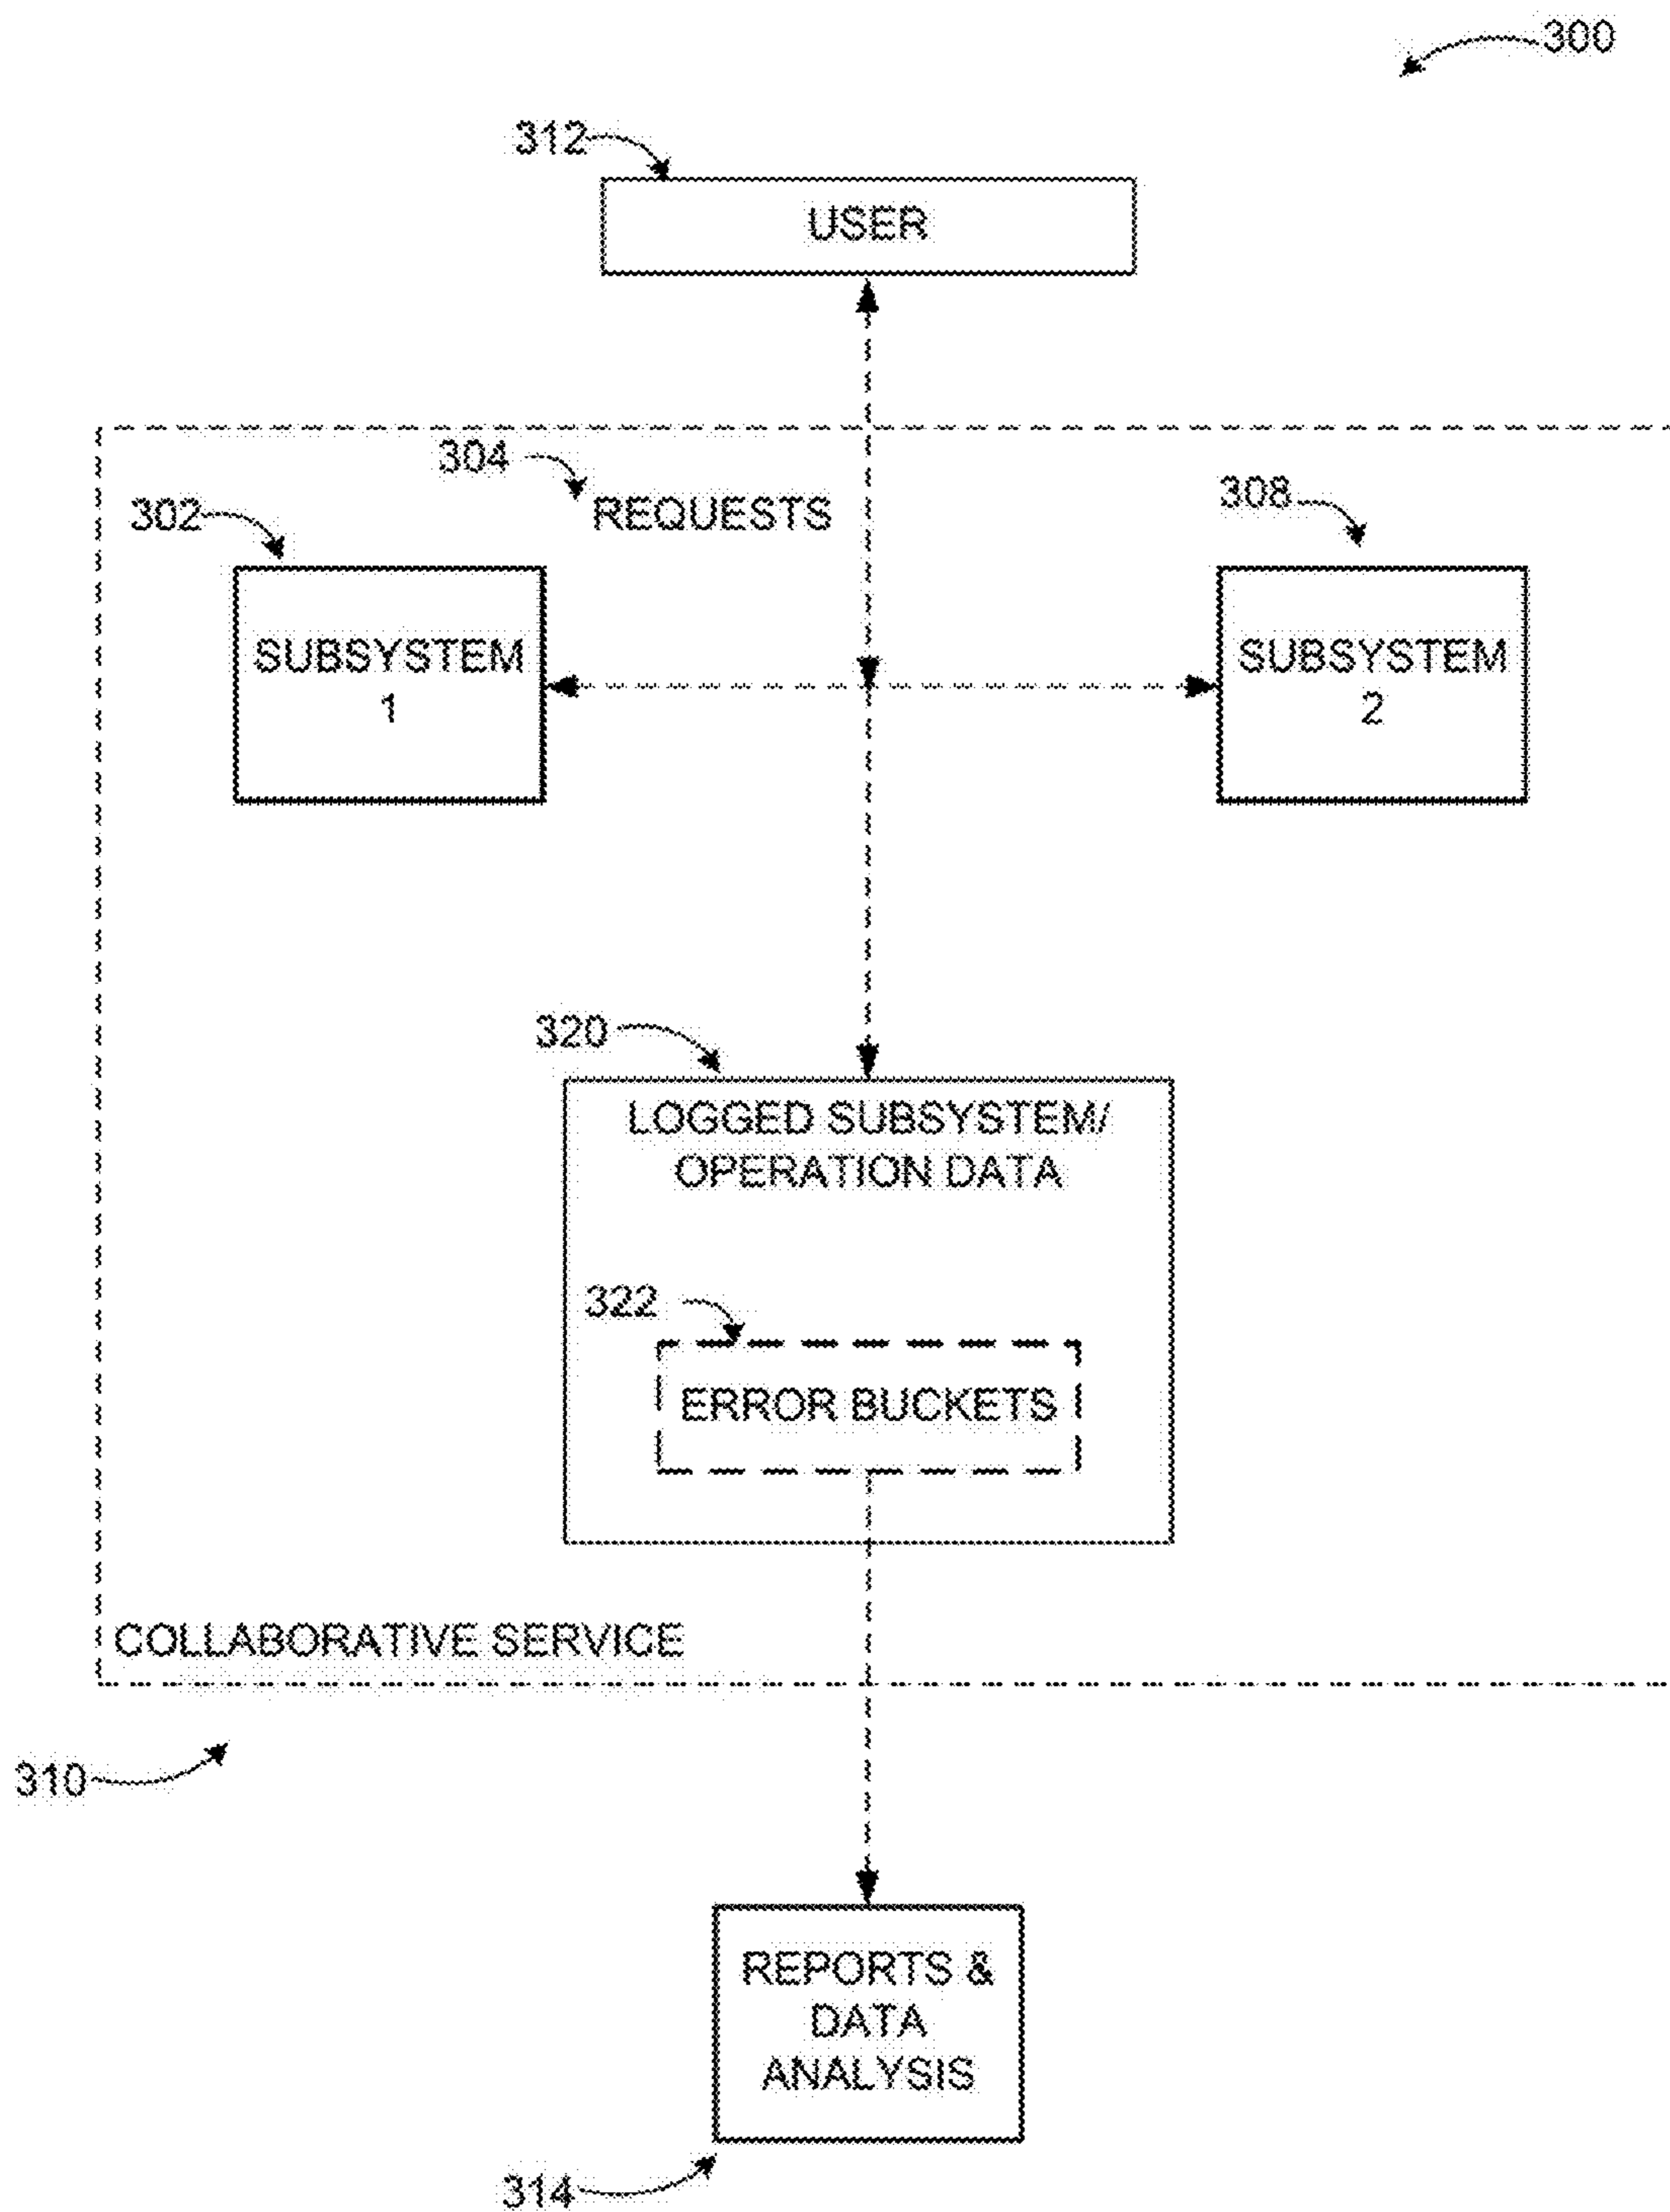 300
312
USER
304
REQUESTS
302
308
SUBSYSTEM
1
SUBSYSTEM
2
320
LOGGED SUBSYSTEM/
OPERATION DATA
322
ERROR BUCKETS
COLLABORATIVE SERVICE
310
REPORTS &
DATA
ANALYSIS
314